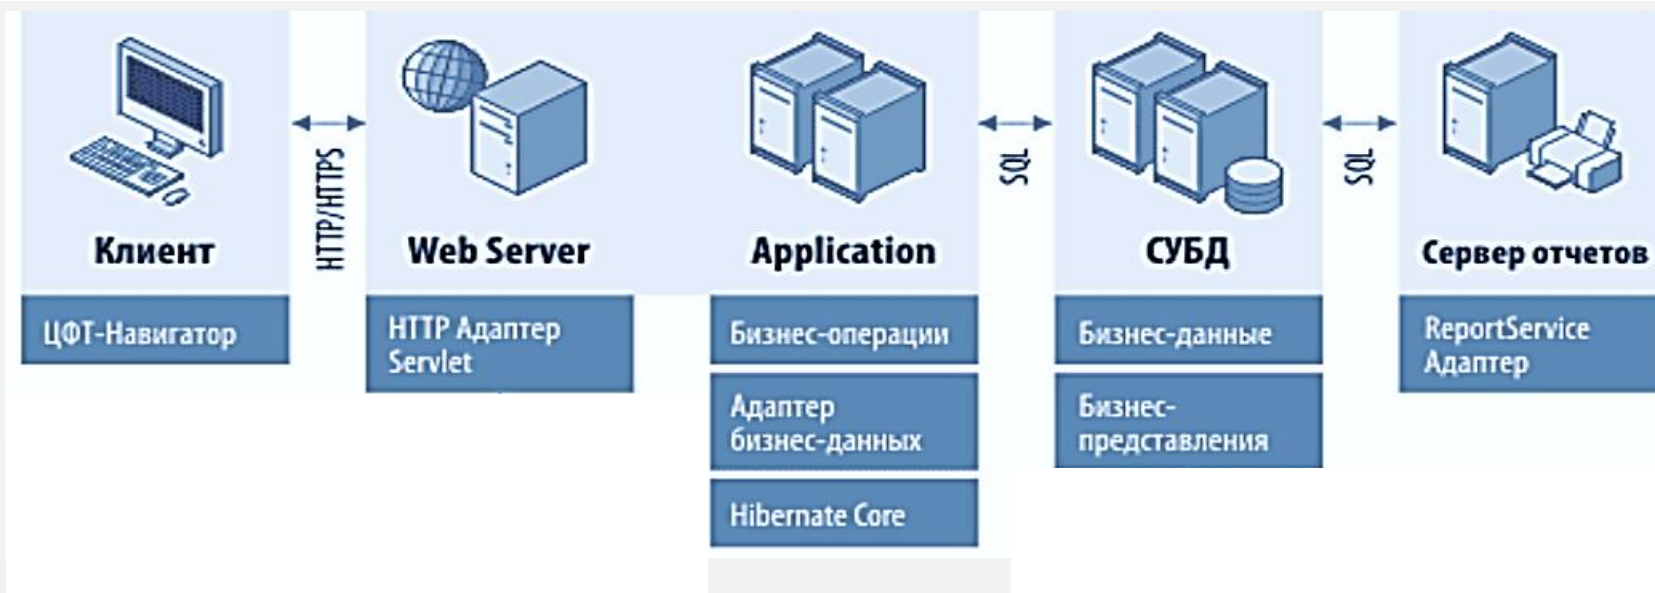 HTTP/HTTPS
SQL
SQL
Клиент
Web Server
Application
СУБД
Сервер отчетов
ЦФТ-Навигатор
HTTP Адаптер
Servlet
Бизнес-операции
Адаптер
бизнес-данных
Hibernate Core
Бизнес-данные
Бизнес-
представления
ReportService
Адаптер